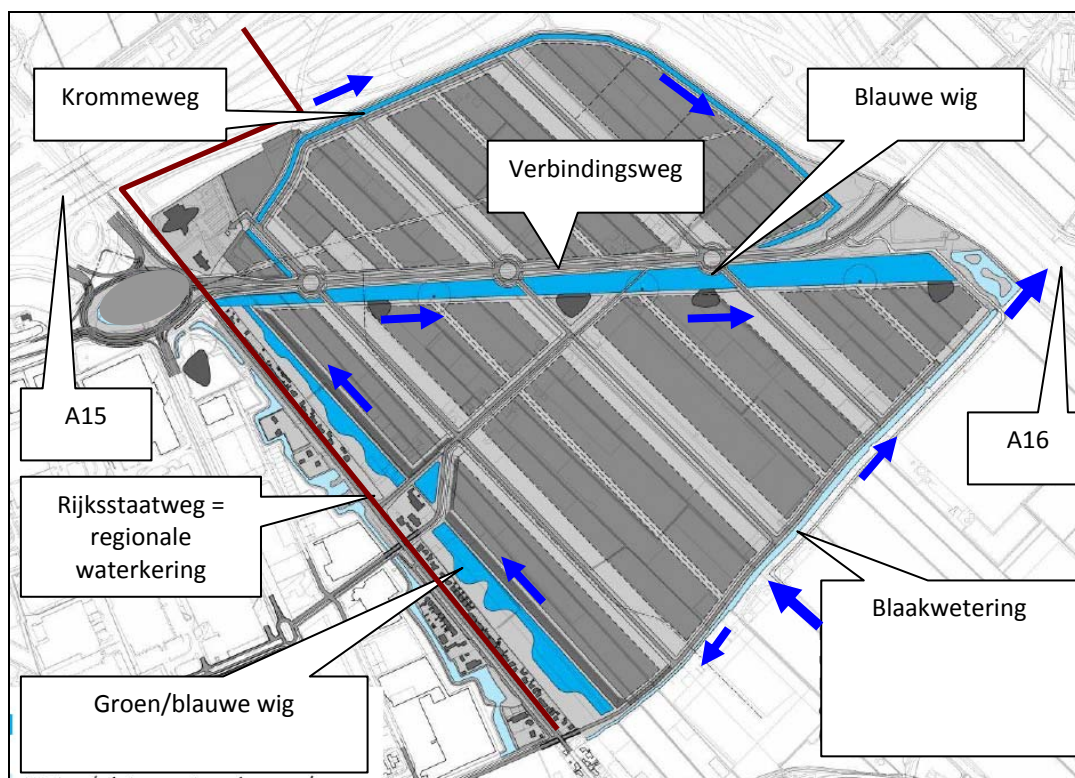 Krommeweg
Blauwe wig
Verbindingsweg
A15
A16
Rijksstaatweg =
regionale
waterkering
Blaakwetering
Groen/blauwe wig